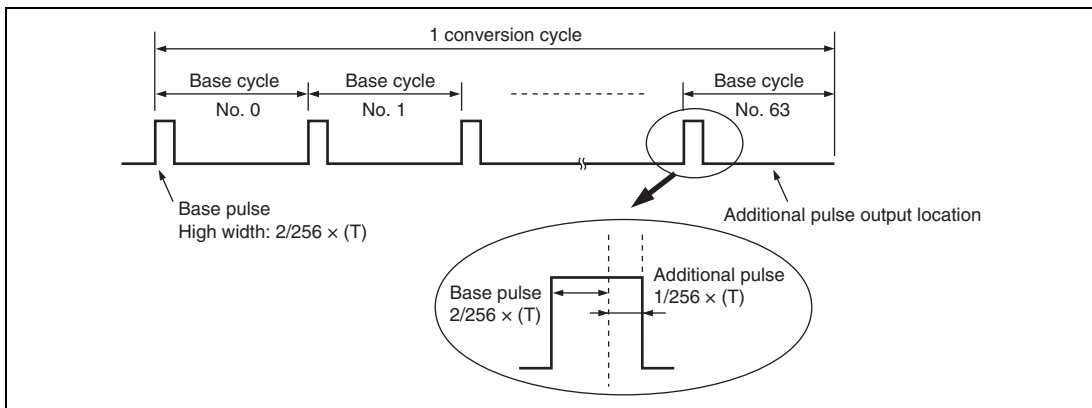 1 conversion cycle
Base cycle
No. 0
Base cycle
No. 1
Base cycle
No. 63
Base pulse
High width: 2/256 × (T)
Additional pulse output location
Base pulse
2/256 × (T)
Additional pulse
1/256 × (T)